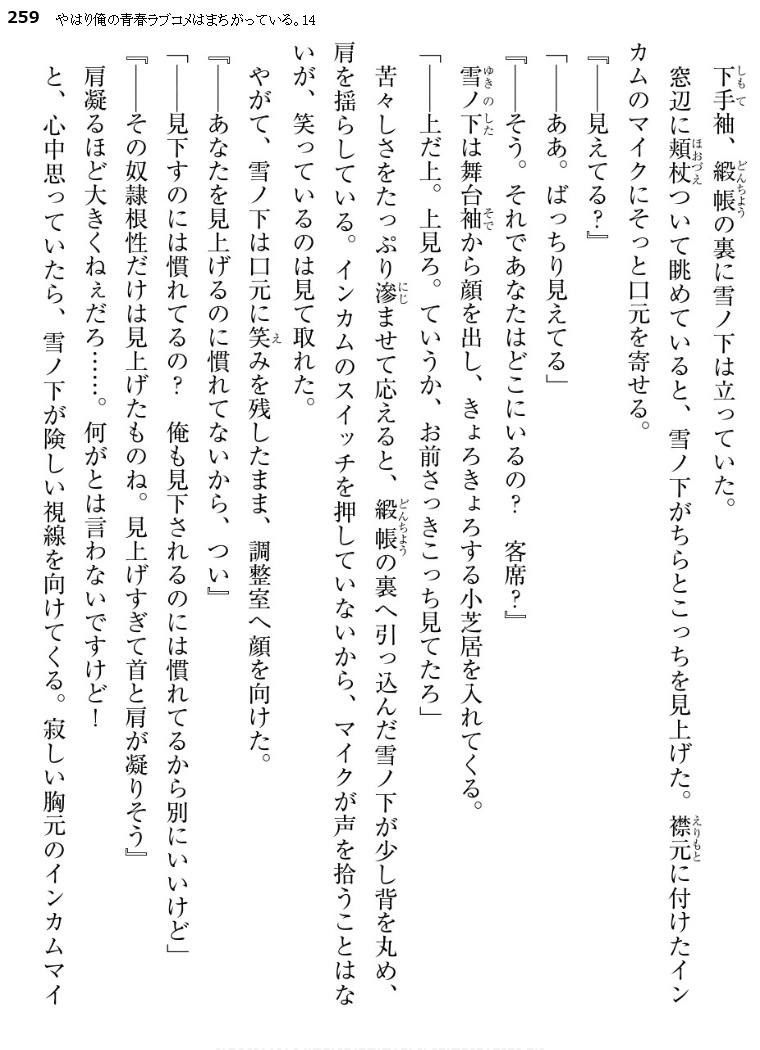 259 やはり俺の青春ラブコメはまちがっている。14
下手袖、緞帳の裏に雪ノ下は立っていた。
窓辺に頬杖ついて眺めていると、雪ノ下がちらとこっちを見上げた。襟元に付けたイン
カムのマイクにそっと口元を寄せる。
『――見えてる？』
「――ああ。ばっちり見えてる」
『――そう。それであなたはどこにいるの？　客席？』
雪ノ下は舞台袖から顔を出し、きょろきょろする小芝居を入れてくる。
「――上だ上。上見ろ。ていうか、お前さっきこっち見てたろ」
苦々しさをたっぷり滲ませて応えると、緞帳の裏へ引っ込んだ雪ノ下が少し背を丸め、
肩を揺らしている。インカムのスイッチを押していないから、マイクが声を拾うことはな
いが、笑っているのは見て取れた。
やがて、雪ノ下は口元に笑みを残したまま、調整室へ顔を向けた。
『――あなたを見上げるのに慣れてないから、つい』
「――見下すのには慣れてるの？　俺も見下されるのには慣れてるから別にいいけど」
『――その奴隷根性だけは見上げたものね。見上げすぎて首と肩が凝りそう』
肩凝るほど大きくねぇだろ……。何がとは言わないですけど！
と、心中思っていたら、雪ノ下が険しい視線を向けてくる。寂しい胸元のインカムマイ